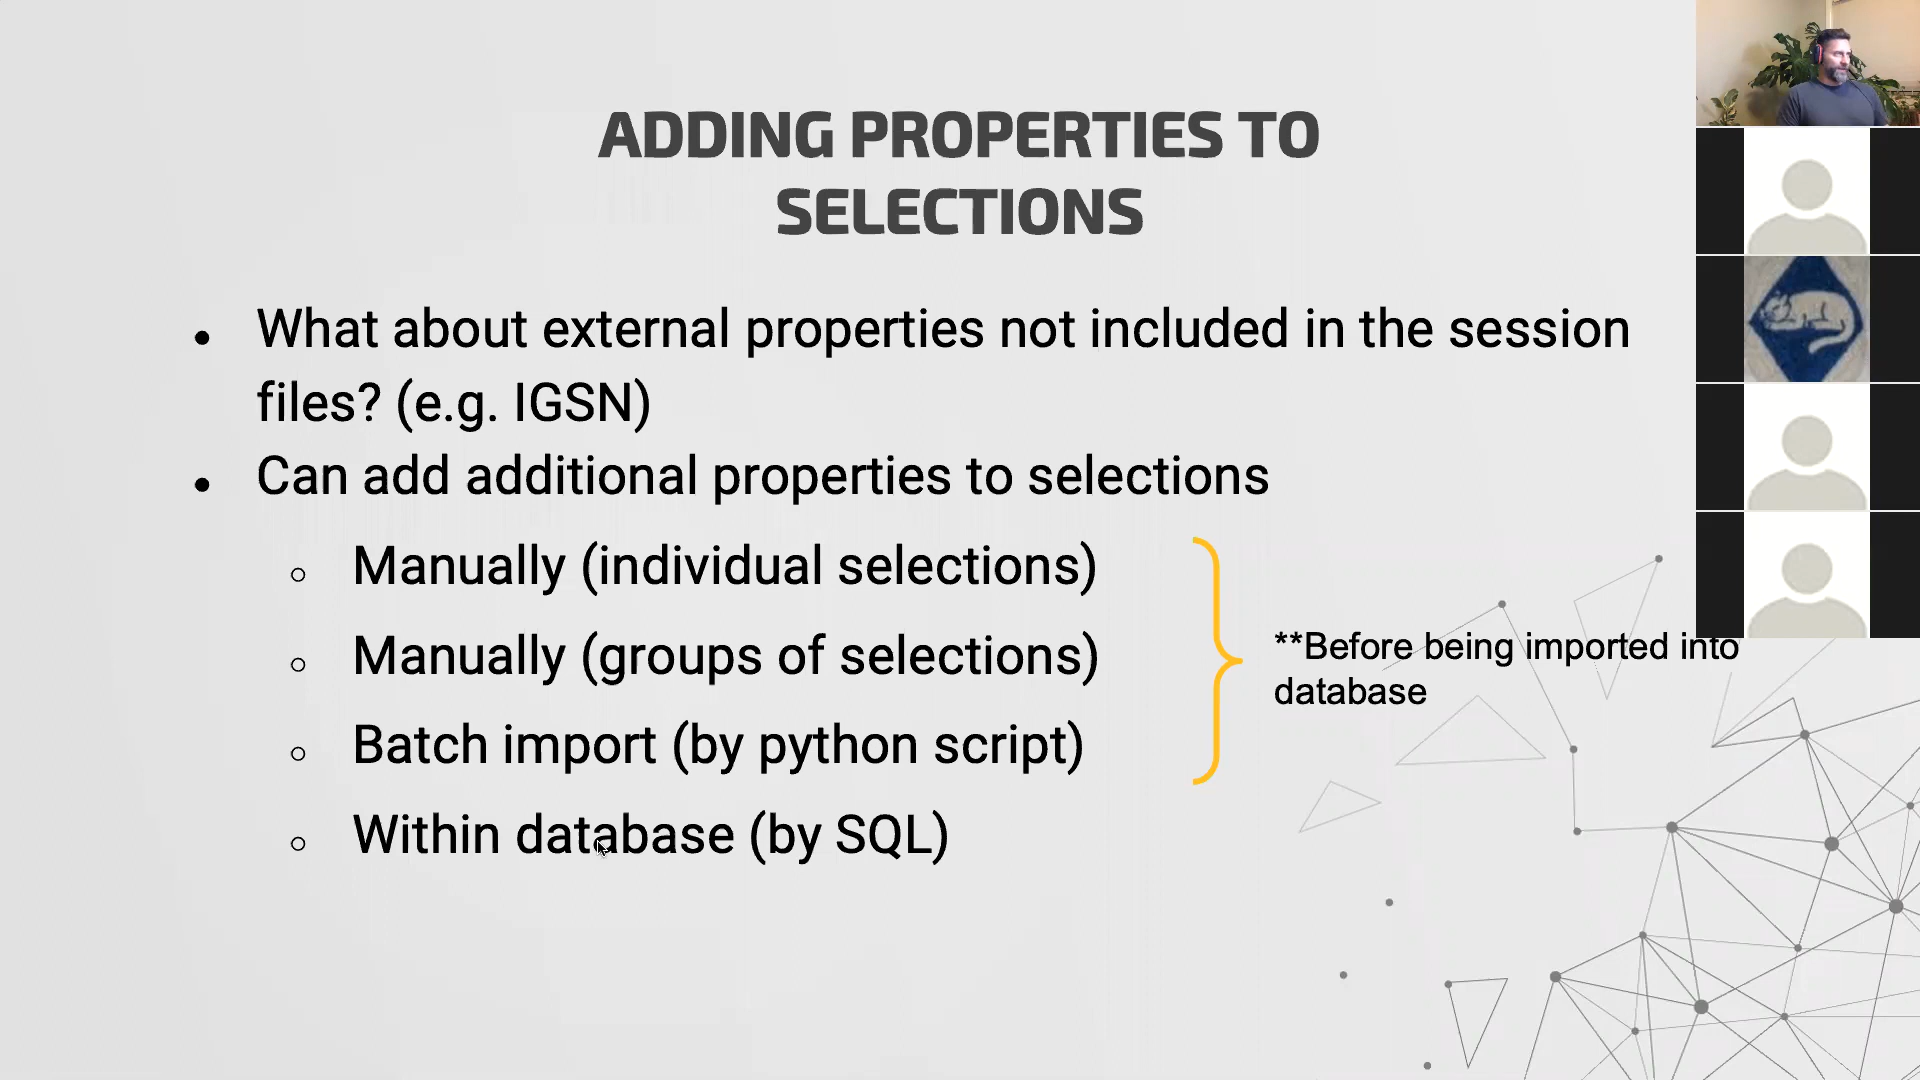 ADDING PROPERTIES TO
SELECTIONS
● What about external properties not included in the session
files? (e.g. IGSN)
● Can add additional properties to selections
○ Manually (individual selections)
○ Manually (groups of selections)
○ Batch import (by python script)
○ Within database (by SQL)
**Before being imported into
database